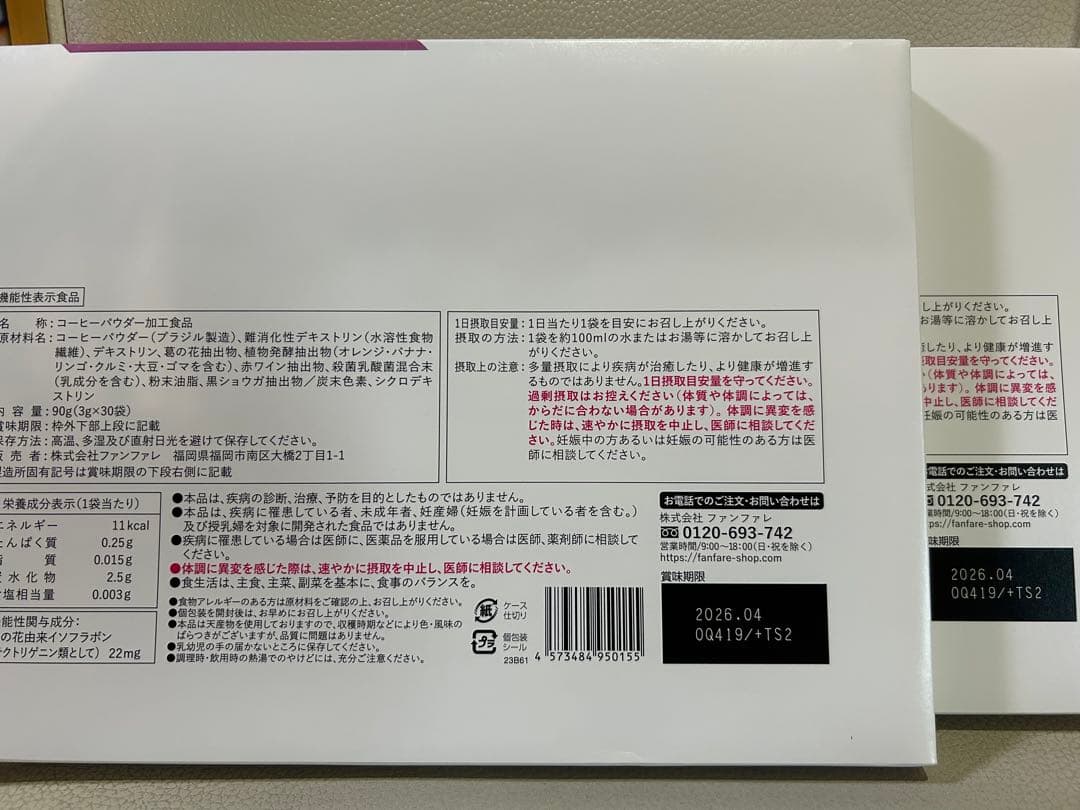 機能性表示食品
名 称:コーヒーパウダー加工食品
原材料名:コーヒーパウダー(ブラジル製造)、難消化性デキストリン(水溶性食物
繊維)、デキストリン、葛の花抽出物、植物発酵抽出物(オレンジ・バナナ・
リンゴ・クルミ・大豆・ゴマを含む)、赤ワイン抽出物、殺菌乳酸菌混合末
(乳成分を含む)、粉末油脂、黒ショウガ抽出物/炭末色素、シクロデキ
ストリン
内 容 量:90g(3g×30袋)
賞味期限:枠外下部上段に記載
保存方法:高温、多湿及び直射日光を避けて保存してください。
販 売 者:株式会社ファンファレ 福岡県福岡市南区大橋2丁目1-1
製造所固有記号は賞味期限の下段右側に記載
1日摂取目安量:1日当たり1袋を目安にお召し上がりください。
摂取の方法:1袋を約100mlの水またはお湯等に溶かしてお召し上
がりください。
摂取上の注意:多量摂取により疾病が治癒したり、より健康が増進す
るものではありません。1日摂取目安量を守ってください。
過剰摂取はお控えください(体質や体調によっては、
からだに合わない場合があります)。体調に異変を感
じた時は、速やかに摂取を中止し、医師に相談してくだ
さい。妊娠中の方あるいは妊娠の可能性のある方は医
師に相談してください。
栄養成分表示(1袋当たり)
エネルギー 11kcal
たんぱく質 0.25g
脂 質 0.015g
炭水化物 2.5g
食塩相当量 0.003g
機能性関与成分:
葛の花由来イソフラボン
(テクトリゲニン類として) 22mg
●本品は、疾病の診断、治療、予防を目的としたものではありません。
●本品は、疾病に罹患している者、未成年者、妊産婦(妊娠を計画している者を含む。)
及び授乳婦を対象に開発された食品ではありません。
●疾病に罹患している場合は医師に、医薬品を服用している場合は医師、薬剤師に相談して
ください。
●体調に異変を感じた際は、速やかに摂取を中止し、医師に相談してください。
●食生活は、主食、主菜、副菜を基本に、食事のバランスを。
●食物アレルギーのある方は原材料をご確認の上、お召し上がりください。
●個包装を開封後は、お早めにお召し上がりください。
●本品は天産物を使用しておりますので、収穫時期などにより色・風味の
ばらつきがございますが、品質に問題はありません。
●乳幼児の手の届かないところに保存してください。
●調理時・飲用時の熱湯でのやけどには、充分ご注意ください。
紙 ケース
仕切り
プラ 個包装
シール
23B61
4 573484 950155
お電話でのご注文・お問い合わせは
株式会社 ファンファレ
0120-693-742
営業時間/9:00~18:00(日・祝を除く)
https://fanfare-shop.com
賞味期限
2026.04
0Q419/+TS2
し上がりください。
お湯等に溶かしてお召し上
治癒したり、より健康が増進す
取目安量を守ってください。
(体質や体調によっては、
あります)。体調に異変を感
中止し、医師に相談してくだ
妊娠の可能性のある方は医
お電話でのご注文・お問い合わせは
式会社 ファンファレ
0120-693-742
業時間/9:00~18:00(日・祝を除く)
ps://fanfare-shop.com
味期限
2026.04
0Q419/+TS2